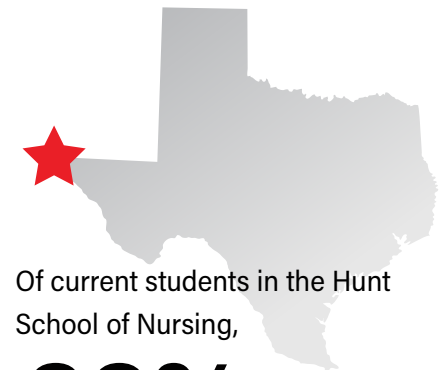 Of current students in the Hunt
School of Nursing,